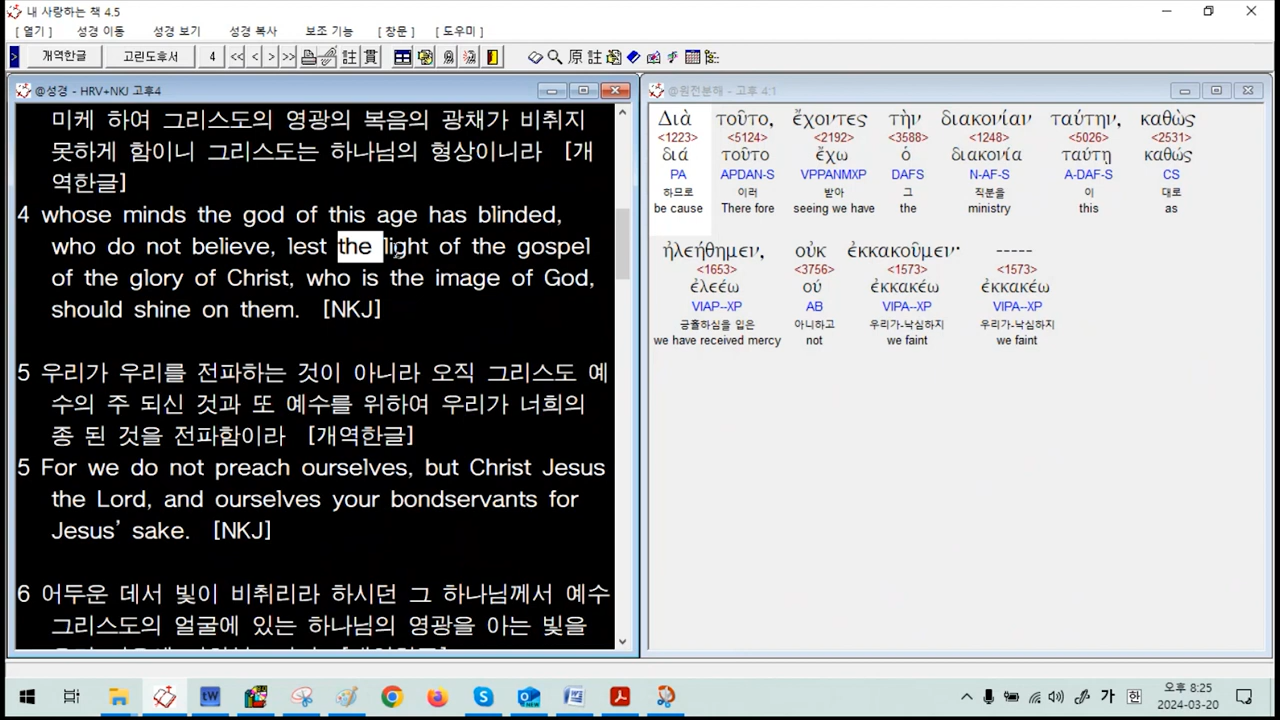 내 사랑하는 책 4.5
[ 열기 ] 성경 이동 성경 보기 성경 복사 보조 기능 [ 창문 ] [ 도우미 ]
> 개역한글 고린도후서 4 << < > >> 註 貫 原 註
@성경 - HRV+NKJ 고후4
미케 하여 그리스도의 영광의 복음의 광채가 비취지
못하게 함이니 그리스도는 하나님의 형상이니라 [개
역한글]
4 whose minds the god of this age has blinded,
who do not believe, lest the light of the gospel
of the glory of Christ, who is the image of God,
should shine on them. [NKJ]
5 우리가 우리를 전파하는 것이 아니라 오직 그리스도 예
수의 주 되신 것과 또 예수를 위하여 우리가 너희의
종 된 것을 전파함이라 [개역한글]
5 For we do not preach ourselves, but Christ Jesus
the Lord, and ourselves your bondservants for
Jesus’ sake. [NKJ]
6 어두운 데서 빛이 비취리라 하시던 그 하나님께서 예수
그리스도의 얼굴에 있는 하나님의 영광을 아는 빛을
@원전분해 - 고후 4:1
Διὰ τοῦτο, ἔχοντες τὴν διακονίαν ταύτην, καθὼς
<1223> <5124> <2192> <3588> <1248> <5026> <2531>
διά τοῦτο ἔχω ὁ διακονία ταύτῃ καθώς
PA APDAN-S VPPANMXP DAFS N-AF-S A-DAF-S CS
하므로 이러 받아 그 직분을 이 대로
be cause There fore seeing we have the ministry this as
ἠλεήθημεν, οὐκ ἐκκακοῦμεν· -----
<1653> <3756> <1573> <1573>
ἐλεέω οὐ ἐκκακέω ἐκκακέω
VIAP--XP AB VIPA--XP VIPA--XP
긍휼하심을 입은 아니하고 우리가-낙심하지 우리가-낙심하지
we have received mercy not we faint we faint
tW
가 한 오후 8:25
2024-03-20